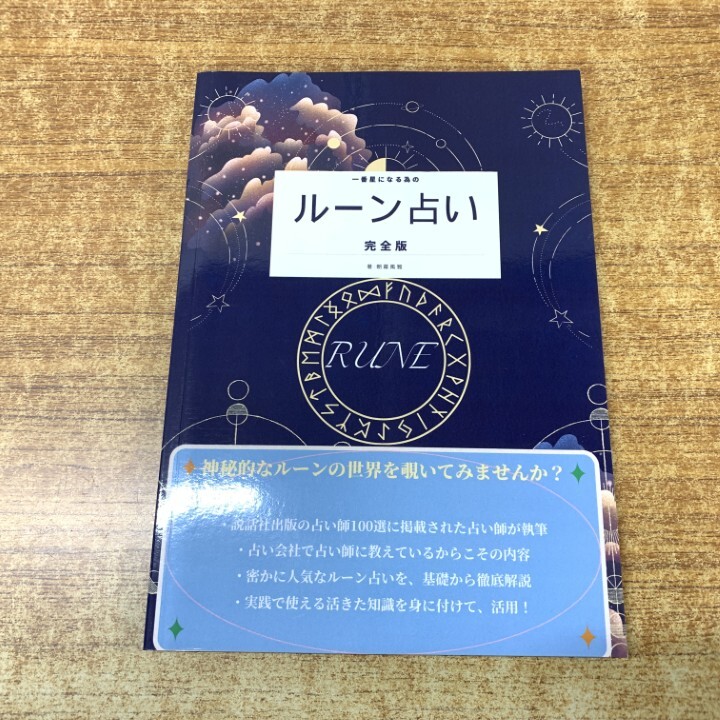 一番星になる為の
ルーン占い
完全版
RUNE
神秘的なルーンの世界を覗いてみませんか？
・説話社出版の占い師100選に掲載された占い師が執筆
・占い会社で占い師に教えているからこその内容
・密かに人気なルーン占いを、基礎から徹底解説
・実践で使える活きた知識を身に付けて、活用！